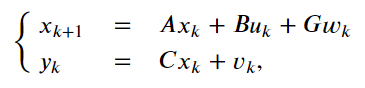 x_{k+1} = Ax_k + Bu_k + Gw_k
y_k = Cx_k + v_k,